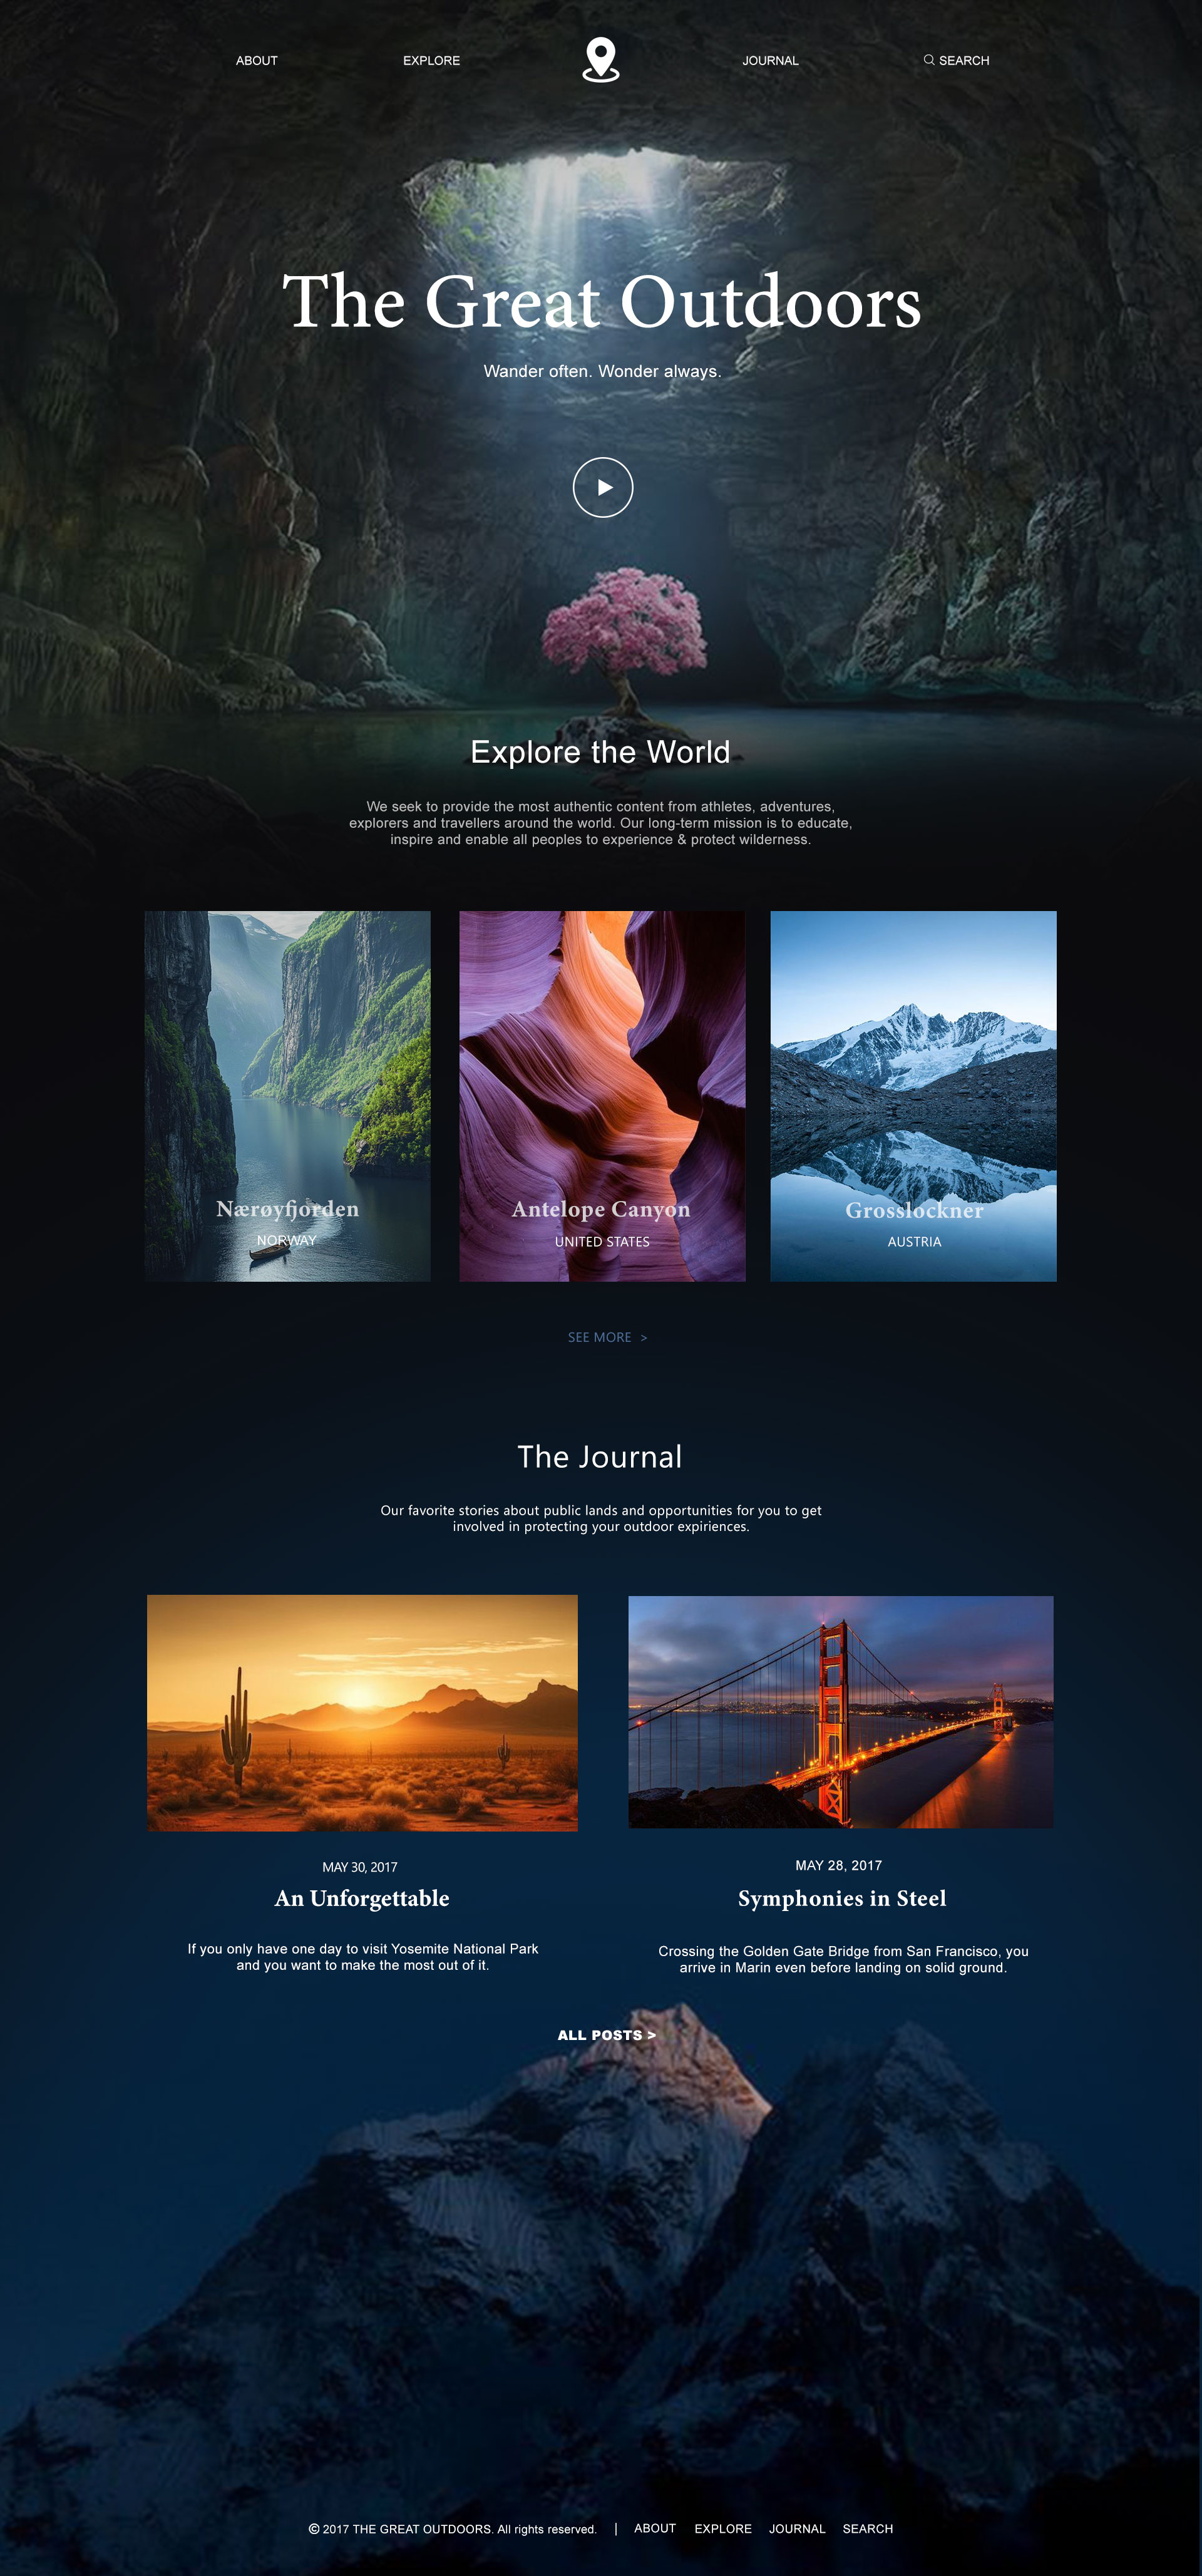 ABOUT EXPLORE JOURNAL SEARCH
The Great Outdoors
Wander often. Wonder always.
Explore the World
We seek to provide the most authentic content from athletes, adventures,
explorers and travellers around the world. Our long-term mission is to educate,
inspire and enable all peoples to experience & protect wilderness.
Nærøyfjorden
NORWAY
Antelope Canyon
UNITED STATES
Grosslockner
AUSTRIA
SEE MORE >
The Journal
Our favorite stories about public lands and opportunities for you to get
involved in protecting your outdoor expiriences.
MAY 30, 2017
An Unforgettable
If you only have one day to visit Yosemite National Park
and you want to make the most out of it.
MAY 28, 2017
Symphonies in Steel
Crossing the Golden Gate Bridge from San Francisco, you
arrive in Marin even before landing on solid ground.
ALL POSTS >
© 2017 THE GREAT OUTDOORS. All rights reserved. | ABOUT EXPLORE JOURNAL SEARCH